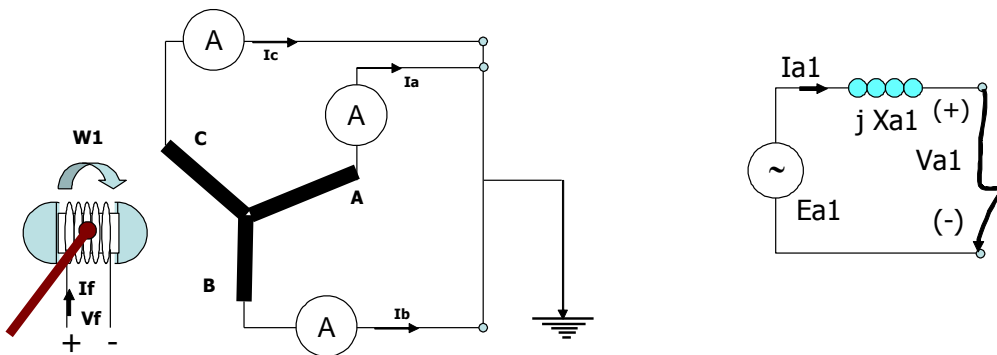 A
Ic
Ia
A
C
W1
A
B
If
Vf
+ -
A
Ib
Ia1
j Xa1
(+)
Va1
~
Ea1
(-)